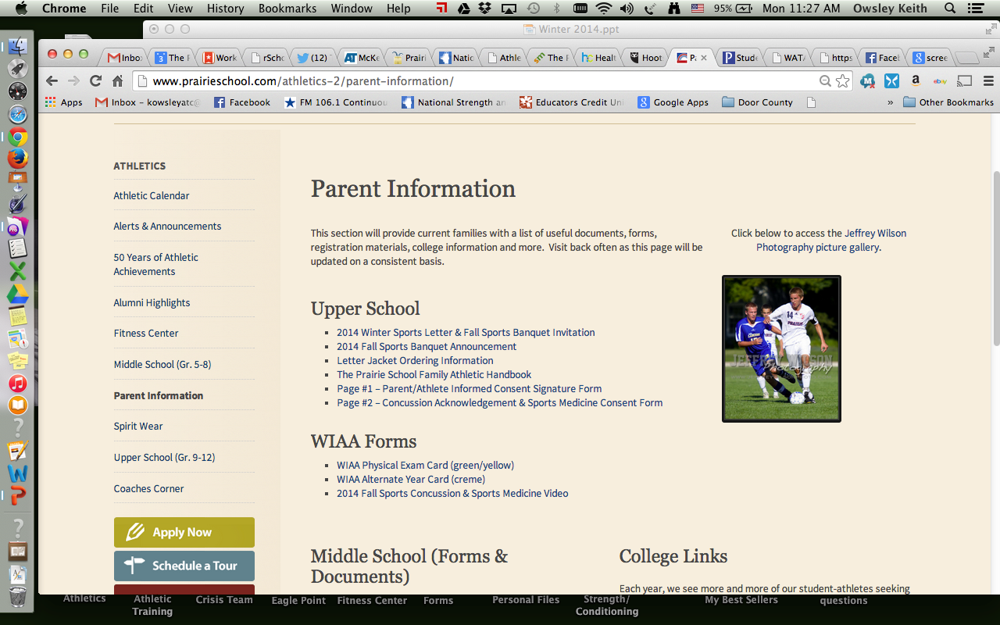 Chrome File Edit View History Bookmarks Window Help 95% Mon 11:27 AM Owsley Keith
Winter 2014.ppt
Inbo 3 The F Work rSch (12) AT McKe Prairi Natio Athle The F hc Healt Hoot Pa Stude WATA https Facel 8 scree
www.prairieschool.com/athletics-2/parent-information/
Apps Inbox – kowsleyatc@ Facebook FM 106.1 Continuou National Strength an Educators Credit Uni Google Apps Door County » Other Bookmarks
ATHLETICS
Athletic Calendar
Alerts & Announcements
50 Years of Athletic
Achievements
Alumni Highlights
Fitness Center
Middle School (Gr. 5-8)
Parent Information
Spirit Wear
Upper School (Gr. 9-12)
Coaches Corner
Apply Now
Schedule a Tour
Parent Information
This section will provide current families with a list of useful documents, forms,
registration materials, college information and more. Visit back often as this page will be
updated on a consistent basis.
Click below to access the Jeffrey Wilson
Photography picture gallery.
JEFFREY WILSON
Photography
14
PRAIRIE
Upper School
2014 Winter Sports Letter & Fall Sports Banquet Invitation
2014 Fall Sports Banquet Announcement
Letter Jacket Ordering Information
The Prairie School Family Athletic Handbook
Page #1 – Parent/Athlete Informed Consent Signature Form
Page #2 – Concussion Acknowledgement & Sports Medicine Consent Form
WIAA Forms
WIAA Physical Exam Card (green/yellow)
WIAA Alternate Year Card (creme)
2014 Fall Sports Concussion & Sports Medicine Video
Middle School (Forms &
Documents)
College Links
Each year, we see more and more of our student-athletes seeking
Athletics Athletic Training Crisis Team Eagle Point Fitness Center Forms Personal Files Strength/ Conditioning My Best Sellers questions